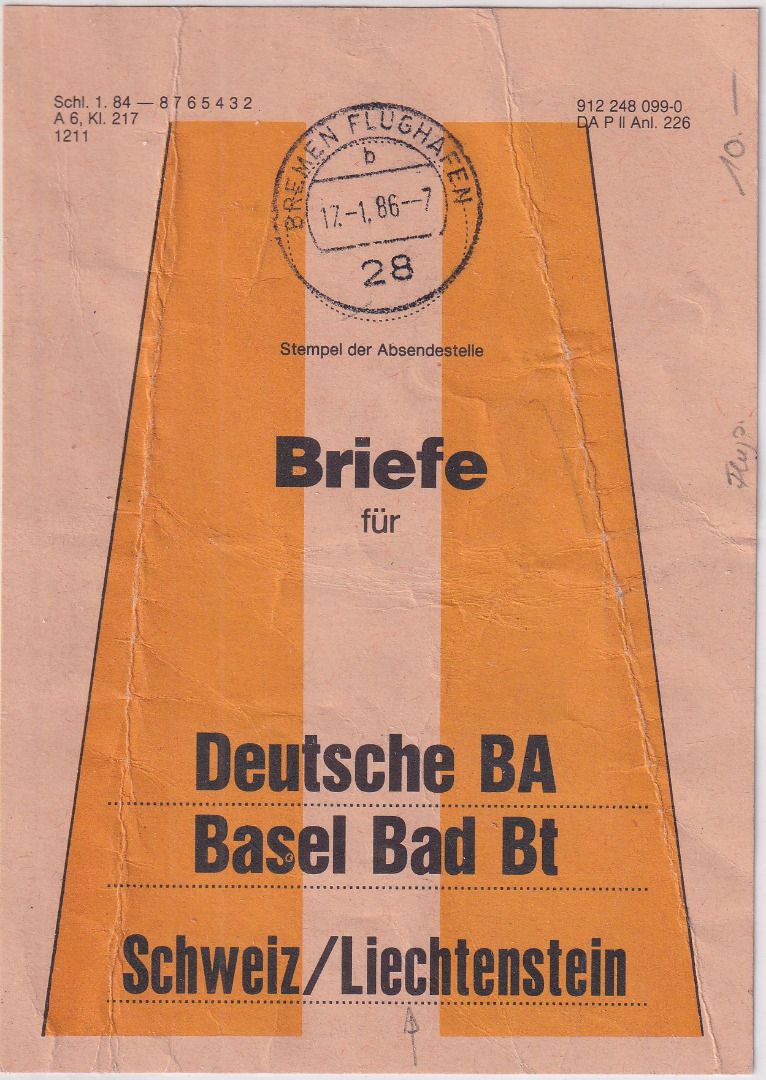 Schl. 1. 84 — 8 7 6 5 4 3 2
A 6, Kl. 217
1211
912 248 099-0
DA P II Anl. 226
10.—
BREMEN FLUGHAFEN
b
17.–1.86––7
28
Stempel der Absendestelle
Briefe
für
Deutsche BA
Basel Bad Bt
Schweiz/Liechtenstein